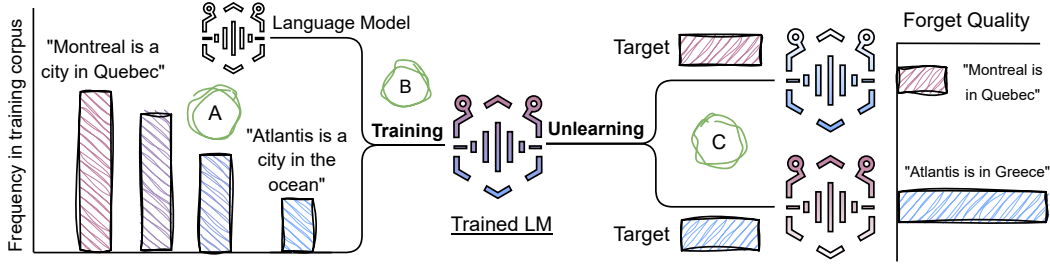 Frequency in training corpus
"Montreal is a
city in Quebec"
A
"Atlantis is a
city in the
ocean"
Language Model
B
Training
Trained LM
Unlearning
Target
C
Target
Forget Quality
"Montreal is
in Quebec"
"Atlantis is in Greece"